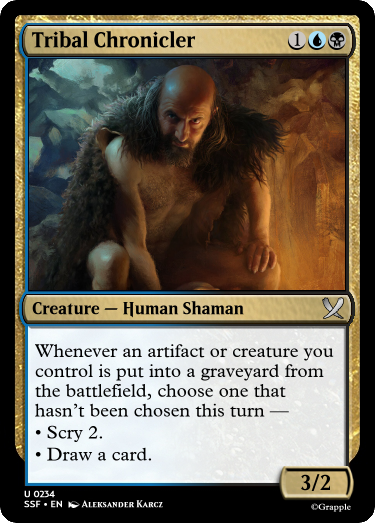 Tribal Chronicler 1
Creature — Human Shaman
Whenever an artifact or creature you
control is put into a graveyard from
the battlefield, choose one that
hasn't been chosen this turn —
• Scry 2.
• Draw a card.
3/2
U 0234
SSF • EN Aleksander Karcz
©Grapple